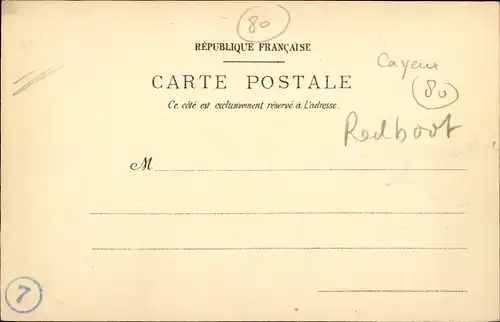 80
RÉPUBLIQUE FRANÇAISE
Cayeux
CARTE POSTALE
80
Ce côté est exclusivement réservé à l'adresse.
Redboot
M
7